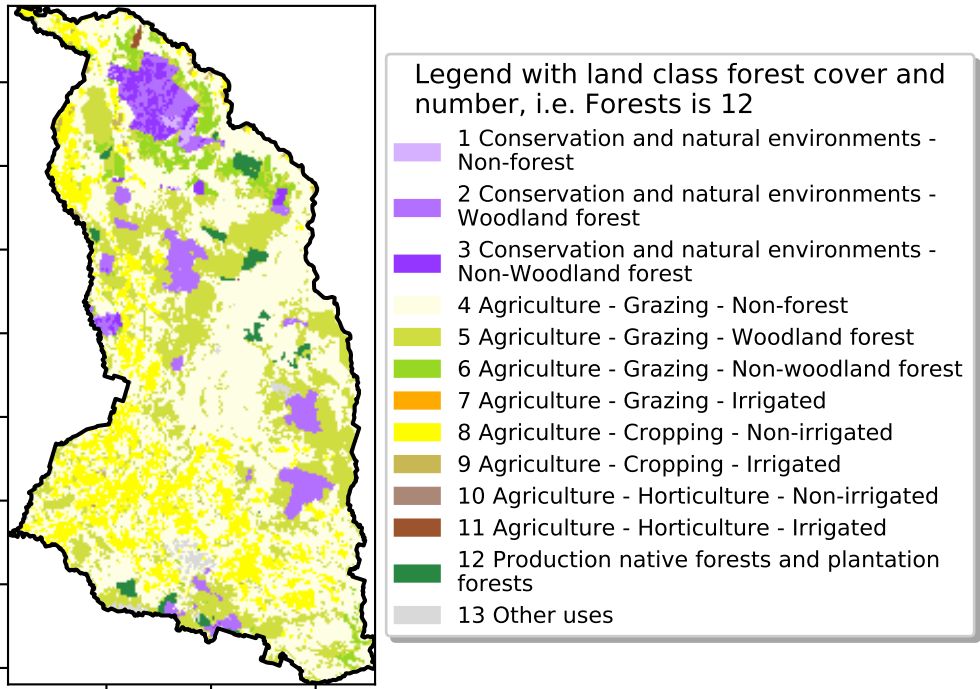 Legend with land class forest cover and
number, i.e. Forests is 12
1 Conservation and natural environments -
Non-forest
2 Conservation and natural environments -
Woodland forest
3 Conservation and natural environments -
Non-Woodland forest
4 Agriculture - Grazing - Non-forest
5 Agriculture - Grazing - Woodland forest
6 Agriculture - Grazing - Non-woodland forest
7 Agriculture - Grazing - Irrigated
8 Agriculture - Cropping - Non-irrigated
9 Agriculture - Cropping - Irrigated
10 Agriculture - Horticulture - Non-irrigated
11 Agriculture - Horticulture - Irrigated
12 Production native forests and plantation
forests
13 Other uses